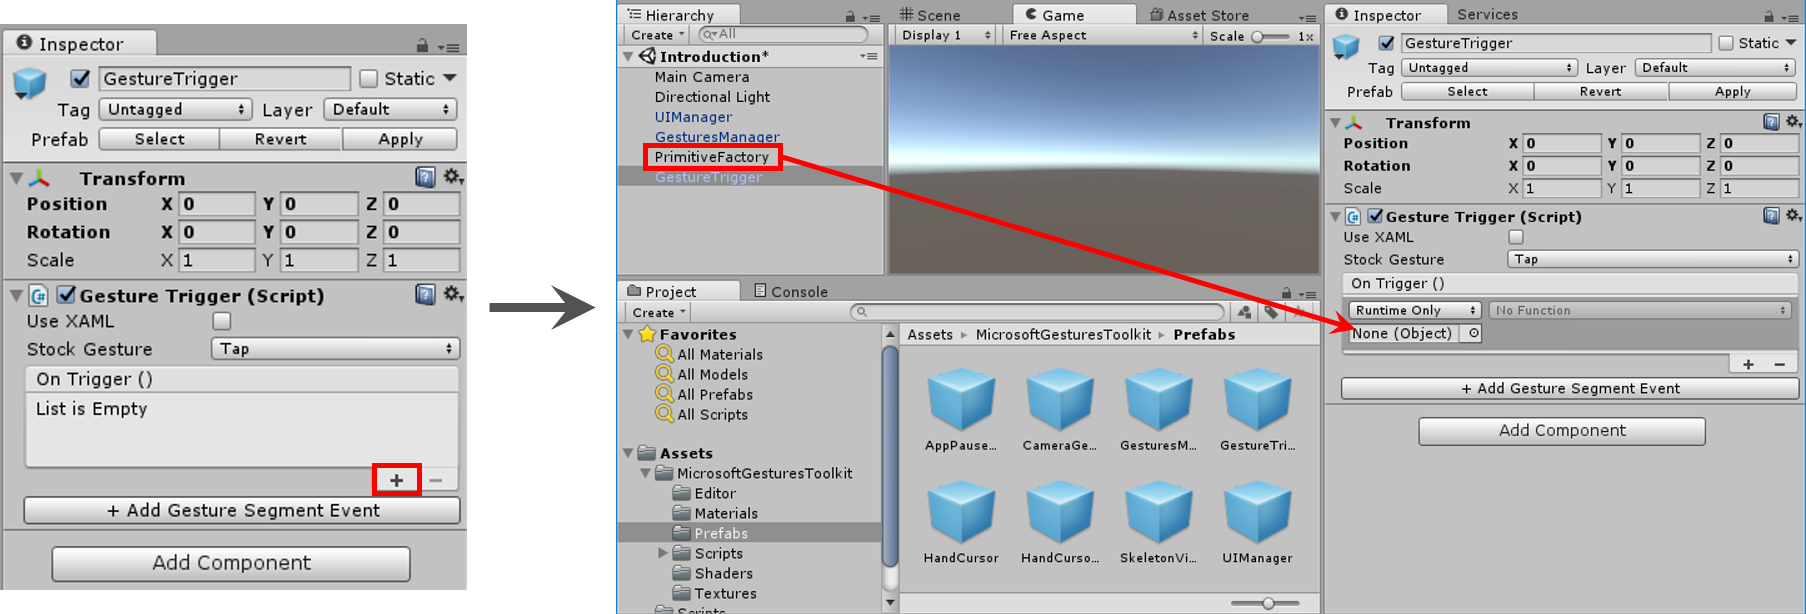 Inspector
GestureTrigger
Static
Tag Untagged Layer Default
Prefab Select Revert Apply
Transform
Position X 0 Y 0 Z 0
Rotation X 0 Y 0 Z 0
Scale X 1 Y 1 Z 1
Gesture Trigger (Script)
Use XAML
Stock Gesture Tap
On Trigger ()
List is Empty
+ −
+ Add Gesture Segment Event
Add Component
Hierarchy
Create All
Introduction*
Main Camera
Directional Light
UIManager
GesturesManager
PrimitiveFactory
GestureTrigger
Scene Game Asset Store
Display 1 Free Aspect Scale 1x
Project Console
Create
Favorites
All Materials
All Models
All Prefabs
All Scripts
Assets
MicrosoftGesturesToolkit
Editor
Materials
Prefabs
Scripts
Shaders
Textures
Scripts
Assets ▸ MicrosoftGesturesToolkit ▸ Prefabs
AppPause... CameraGe... GesturesM... GestureTri...
HandCursor HandCurso... SkeletonVi... UIManager
Inspector Services
GestureTrigger Static
Tag Untagged Layer Default
Prefab Select Revert Apply
Transform
Position X 0 Y 0 Z 0
Rotation X 0 Y 0 Z 0
Scale X 1 Y 1 Z 1
Gesture Trigger (Script)
Use XAML
Stock Gesture Tap
On Trigger ()
Runtime Only No Function
None (Object)
+ −
+ Add Gesture Segment Event
Add Component